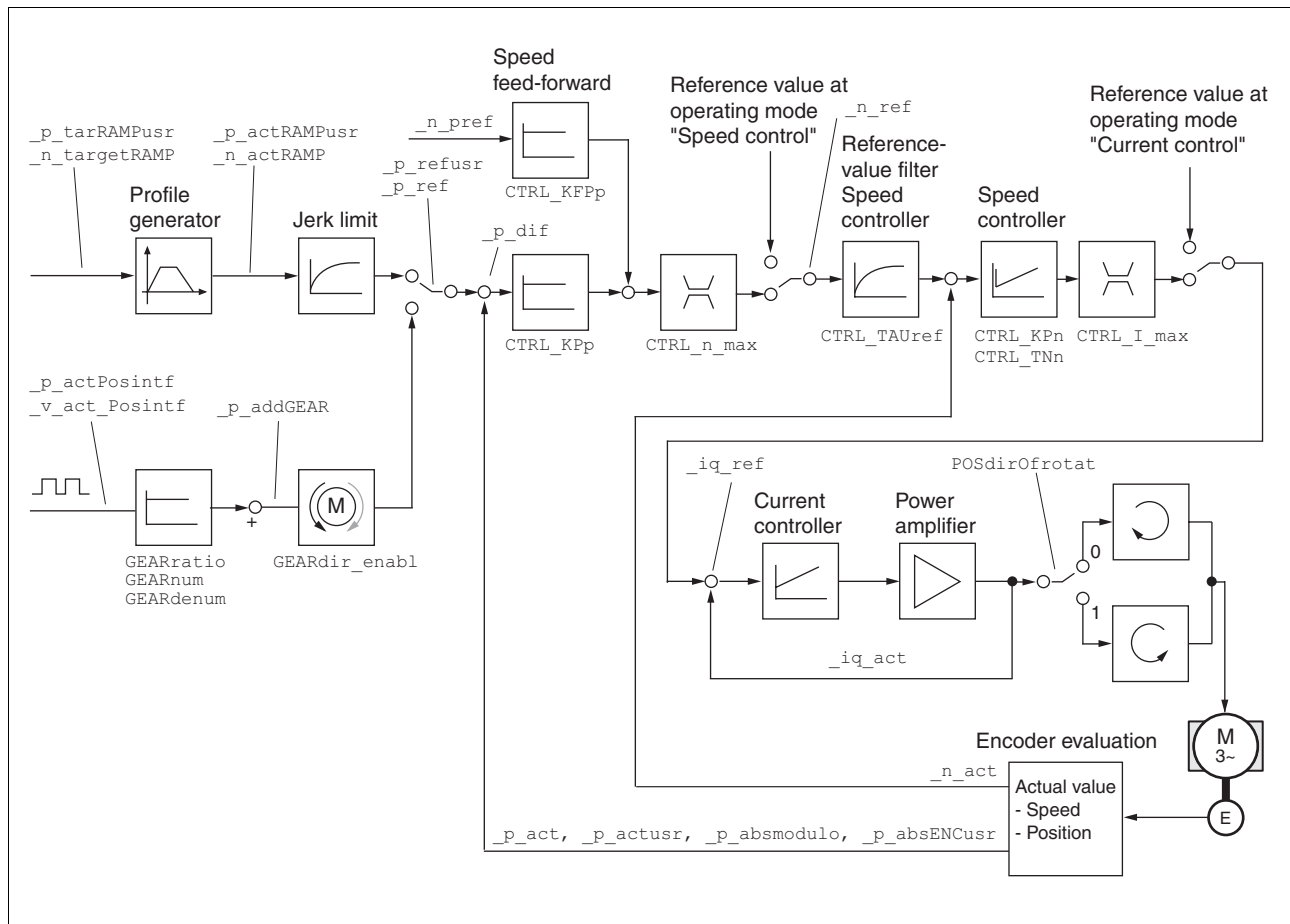 Speed
feed-forward
_n_pref
CTRL_KFPp
Reference value at
operating mode
"Speed control"
_n_ref
Reference value at
operating mode
"Current control"
_p_tarRAMPusr
_n_targetRAMP
_p_actRAMPusr
_n_actRAMP
_p_refusr
_p_ref
Profile
generator
Jerk limit
_p_dif
CTRL_KPp
CTRL_n_max
Reference-
value filter
Speed
controller
CTRL_TAUref
Speed
controller
CTRL_KPn
CTRL_TNn
CTRL_I_max
_p_actPosintf
_v_act_Posintf
_p_addGEAR
+
M
GEARratio
GEARnum
GEARdenum
GEARdir_enabl
_iq_ref
POSdirOfrotat
Current
controller
Power
amplifier
0
1
_iq_act
M
3~
E
Encoder evaluation
_n_act
Actual value
- Speed
- Position
_p_act, _p_actusr, _p_absmodulo, _p_absENCusr